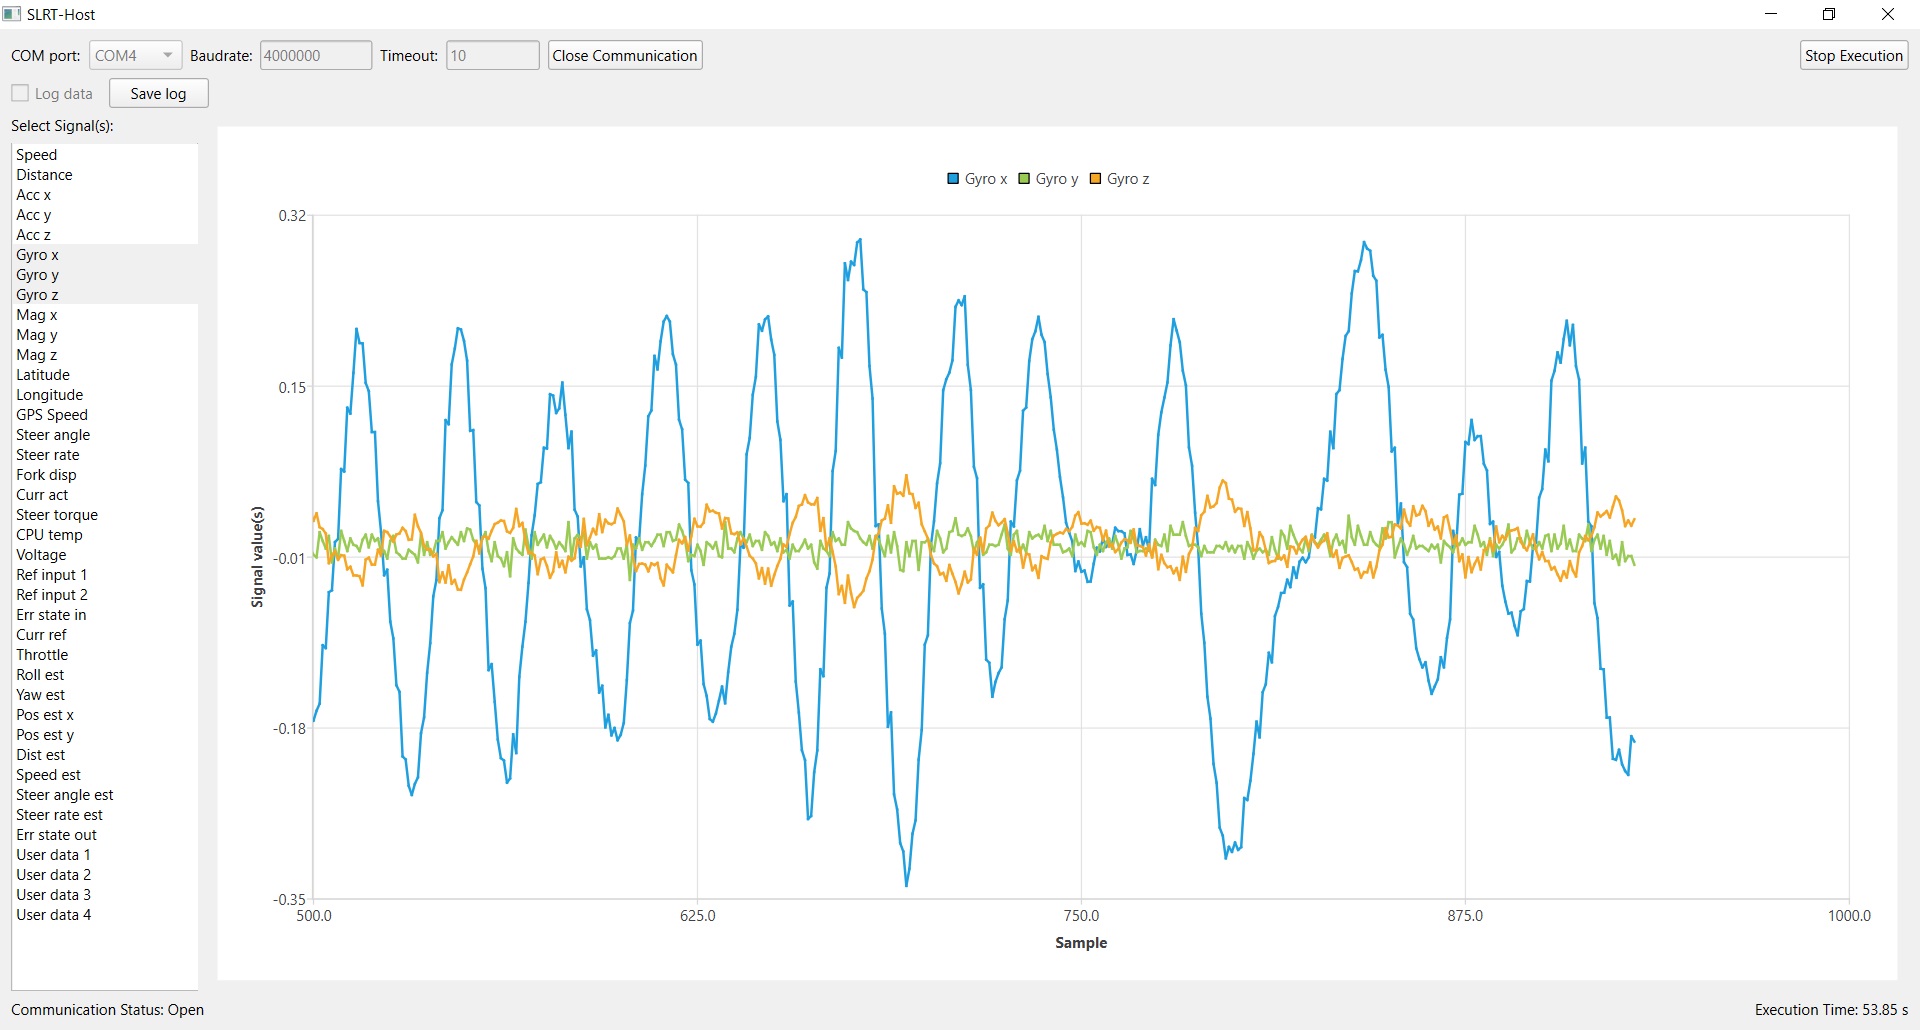 SLRT-Host
COM port: COM4 Baudrate: 4000000 Timeout: 10 Close Communication Stop Execution
Log data Save log
Select Signal(s):
Speed
Distance
Acc x
Acc y
Acc z
Gyro x
Gyro y
Gyro z
Mag x
Mag y
Mag z
Latitude
Longitude
GPS Speed
Steer angle
Steer rate
Fork disp
Curr act
Steer torque
CPU temp
Voltage
Ref input 1
Ref input 2
Err state in
Curr ref
Throttle
Roll est
Yaw est
Pos est x
Pos est y
Dist est
Speed est
Steer angle est
Steer rate est
Err state out
User data 1
User data 2
User data 3
User data 4
Gyro x Gyro y Gyro z
0.32
0.15
-0.01
-0.18
-0.35
Signal value(s)
500.0 625.0 750.0 875.0 1000.0
Sample
Communication Status: Open Execution Time: 53.85 s